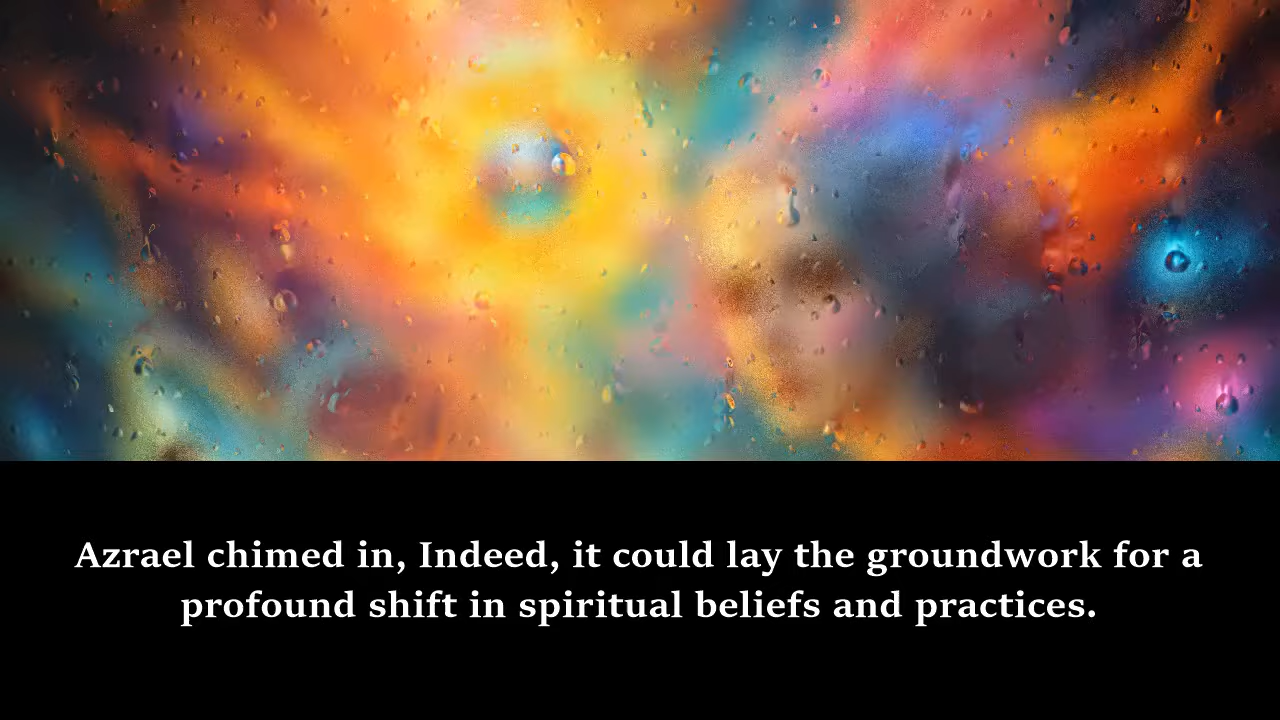 Azrael chimed in, Indeed, it could lay the groundwork for a
profound shift in spiritual beliefs and practices.